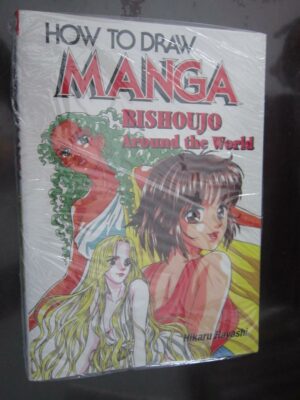 HOW TO DRAW
MANGA
BISHOUJO
Around the World
Hikaru Hayashi